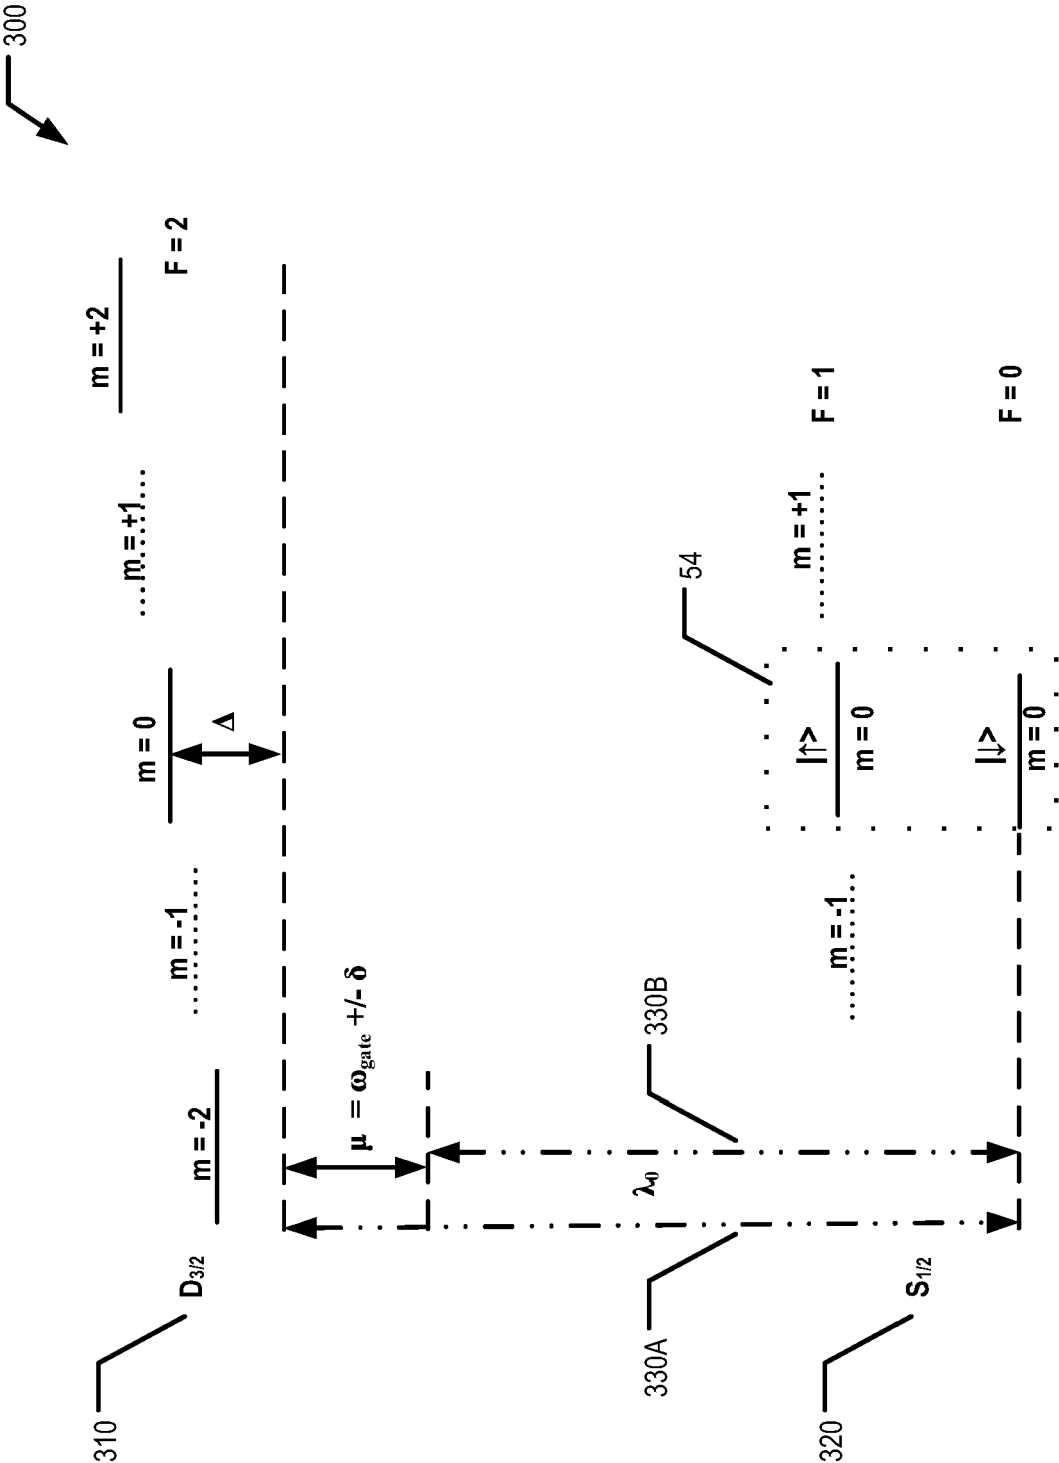 300
310
D3/2
m = -2
m = -1
m = 0
m = +1
m = +2
F = 2
Δ
μ = ωgate +/- δ
λ0
330A
330B
54
320
S1/2
m = -1
|↑>
m = 0
m = +1
F = 1
|↓>
m = 0
F = 0